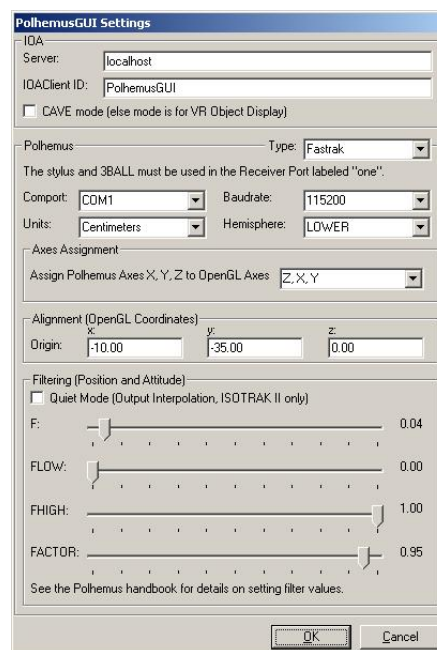 PolhemusGUI Settings
IOA
Server: localhost
IOAClient ID: PolhemusGUI
CAVE mode (else mode is for VR Object Display)
Polhemus Type: Fastrak
The stylus and 3BALL must be used in the Receiver Port labeled "one".
Comport: COM1 Baudrate: 115200
Units: Centimeters Hemisphere: LOWER
Axes Assignment
Assign Polhemus Axes X, Y, Z to OpenGL Axes Z, X, Y
Alignment (OpenGL Coordinates)
x: y: z:
Origin: -10.00 -35.00 0.00
Filtering (Position and Attitude)
Quiet Mode (Output Interpolation, ISOTRAK II only)
F: 0.04
FLOW: 0.00
FHIGH: 1.00
FACTOR: 0.95
See the Polhemus handbook for details on setting filter values.
OK Cancel